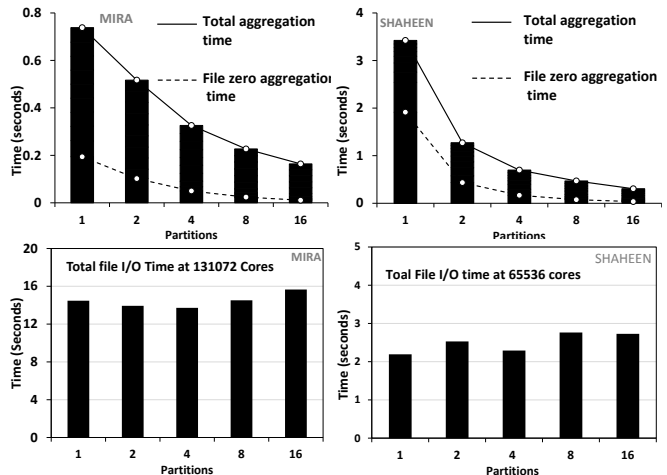 MIRA
Total aggregation
time
File zero aggregation
time
Time (seconds)
0.8
0.6
0.4
0.2
0
1 2 4 8 16
Partitions
SHAHEEN
Total aggregation
time
File zero aggregation
time
Time (seconds)
4
3
2
1
0
1 2 4 8 16
Partitions
Total file I/O Time at 131072 Cores
MIRA
Time (Seconds)
20
16
12
8
4
0
1 2 4 8 16
Partitions
Toal File I/O time at 65536 cores
SHAHEEN
Time (seconds)
5
4
3
2
1
0
1 2 4 8 16
Partitions